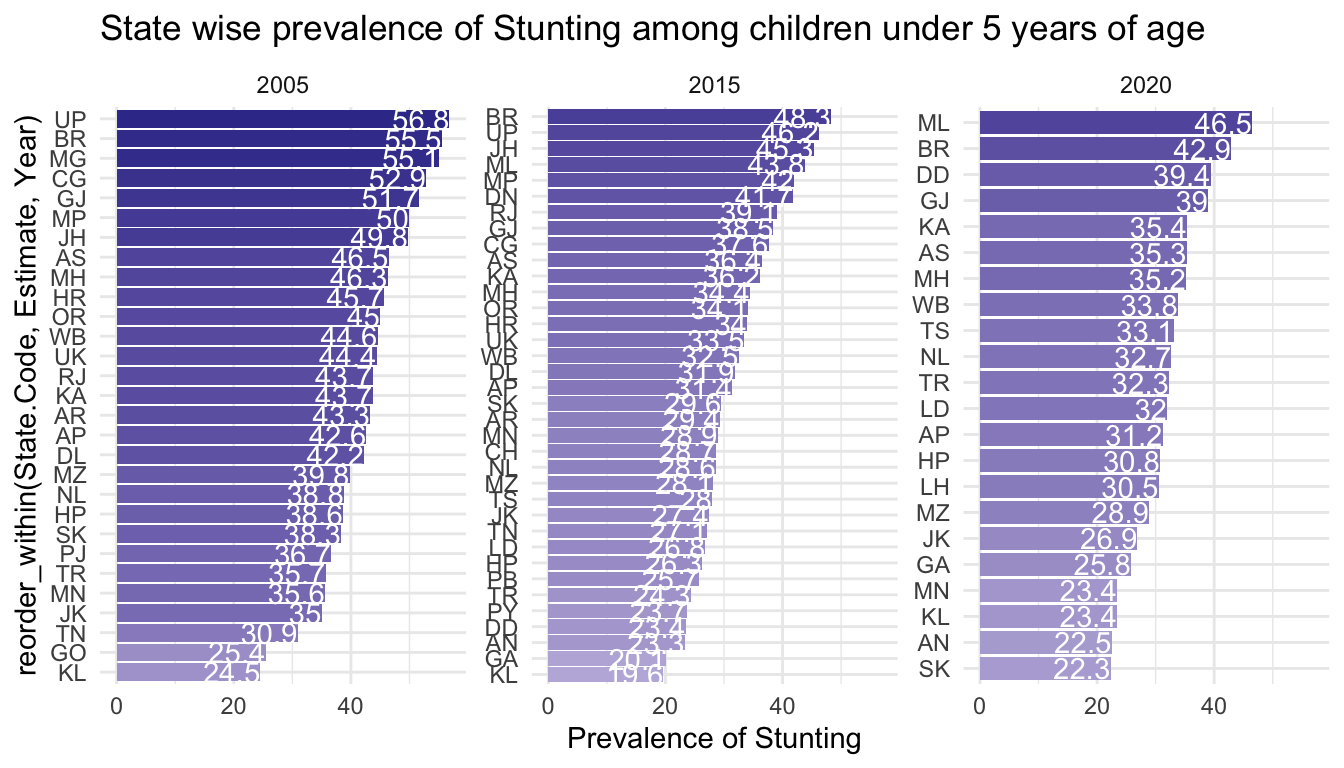 State wise prevalence of Stunting among children under 5 years of age
reorder_within(State.Code, Estimate, Year)
2005
UP 56.8
BR 55.5
MG 55.1
CG 52.9
GJ 51.7
MP 50
JH 49.8
AS 46.5
MH 46.3
HR 45.7
OR 45
WB 44.6
UK 44.4
RJ 43.7
KA 43.7
AR 43.3
AP 42.6
DL 42.2
MZ 39.8
NL 38.8
HP 38.6
SK 38.3
PJ 36.7
TR 35.7
MN 35.6
JK 35
TN 30.9
GO 25.4
KL 24.5
0 20 40
2015
BR 48.3
UP 46.2
JH 45.3
ML 43.8
MP 42
DN 41.7
RJ 39.1
GJ 38.5
CG 37.6
AS 36.4
KA 36.2
MH 34.4
OR 34.1
HR 34
UK 33.5
WB 32.5
DL 31.9
AP 31.4
SK 29.6
AR 29.4
MN 28.9
CH 28.7
NL 28.6
MZ 28.1
TS 28
JK 27.4
TN 27.1
LD 26.8
HP 26.3
PB 25.7
TR 24.3
PY 23.7
DD 23.4
AN 23.3
GA 20.1
KL 19.6
0 20 40
2020
ML 46.5
BR 42.9
DD 39.4
GJ 39
KA 35.4
AS 35.3
MH 35.2
WB 33.8
TS 33.1
NL 32.7
TR 32.3
LD 32
AP 31.2
HP 30.8
LH 30.5
MZ 28.9
JK 26.9
GA 25.8
MN 23.4
KL 23.4
AN 22.5
SK 22.3
0 20 40
Prevalence of Stunting